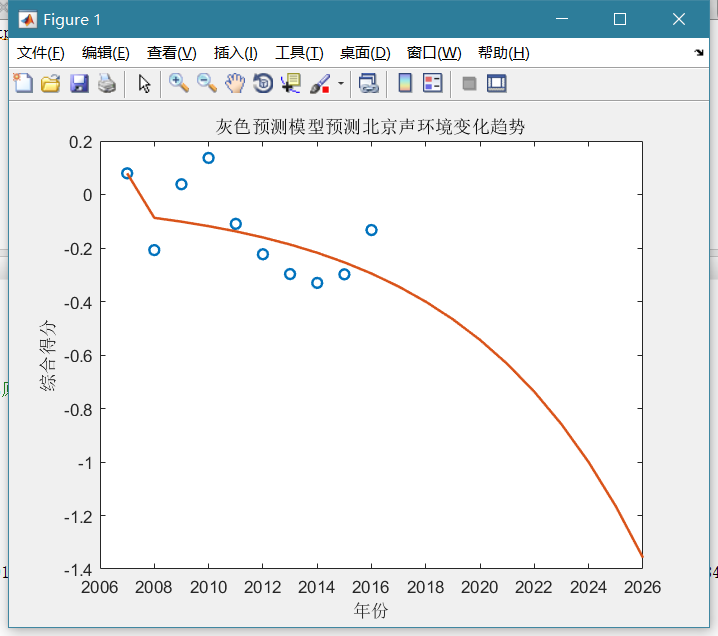 Figure 1
文件(F) 编辑(E) 查看(V) 插入(I) 工具(T) 桌面(D) 窗口(W) 帮助(H)
灰色预测模型预测北京声环境变化趋势
0.2
0
-0.2
-0.4
-0.6
-0.8
-1
-1.2
-1.4
综合得分
2006 2008 2010 2012 2014 2016 2018 2020 2022 2024 2026
年份